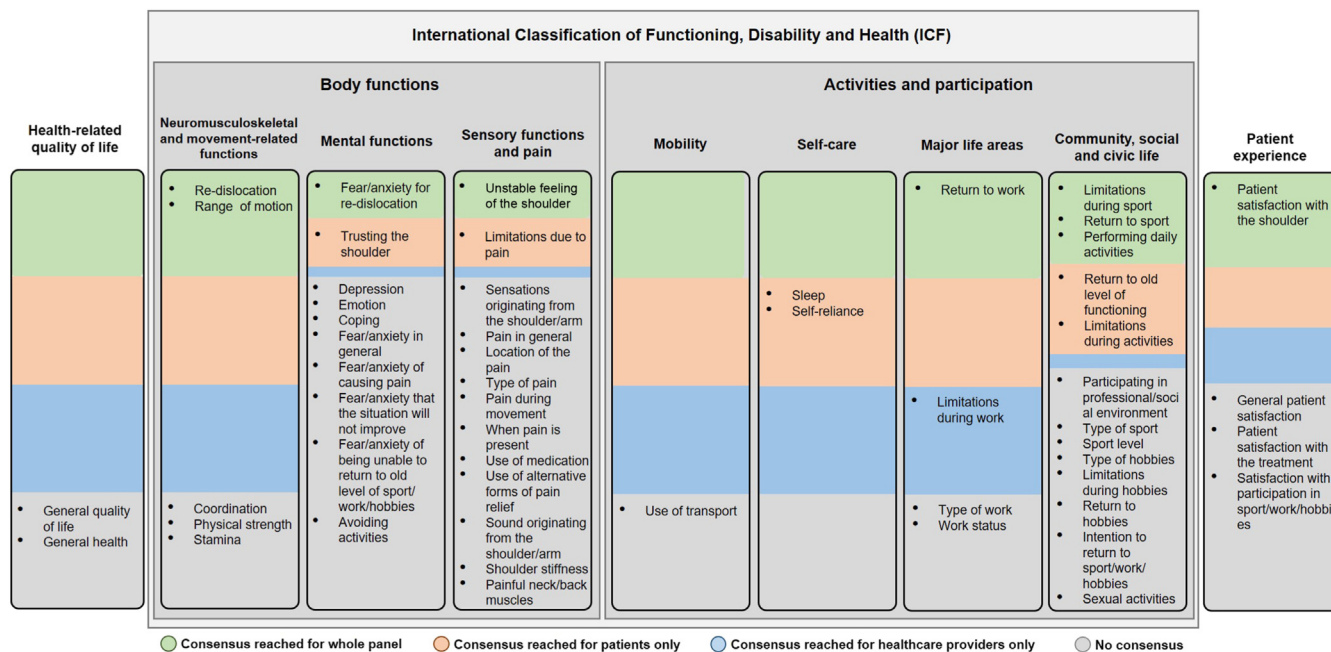 International Classification of Functioning, Disability and Health (ICF)
Body functions
Activities and participation
Health-related
quality of life
Neuromusculoskeletal
and movement-related
functions
Mental functions
Sensory functions
and pain
Mobility
Self-care
Major life areas
Community, social
and civic life
Patient
experience
• General quality
of life
• General health
• Re-dislocation
• Range of motion
• Coordination
• Physical strength
• Stamina
• Fear/anxiety for
re-dislocation
• Trusting the
shoulder
• Depression
• Emotion
• Coping
• Fear/anxiety in
general
• Fear/anxiety of
causing pain
• Fear/anxiety that
the situation will
not improve
• Fear/anxiety of
being unable to
return to old
level of sport/
work/hobbies
• Avoiding
activities
• Unstable feeling
of the shoulder
• Limitations due to
pain
• Sensations
originating from
the shoulder/arm
• Pain in general
• Location of the
pain
• Type of pain
• Pain during
movement
• When pain is
present
• Use of medication
• Use of alternative
forms of pain
relief
• Sound originating
from the
shoulder/arm
• Shoulder stiffness
• Painful neck/back
muscles
• Use of transport
• Sleep
• Self-reliance
• Return to work
• Limitations
during work
• Type of work
• Work status
• Limitations
during sport
• Return to sport
• Performing daily
activities
• Return to old
level of
functioning
• Limitations
during activities
• Participating in
professional/soci
al environment
• Type of sport
• Sport level
• Type of hobbies
• Limitations
during hobbies
• Return to
hobbies
• Intention to
return to
sport/work/
hobbies
• Sexual activities
• Patient
satisfaction with
the shoulder
• General patient
satisfaction
• Patient
satisfaction with
the treatment
• Satisfaction with
participation in
sport/work/hobbi
es
Consensus reached for whole panel
Consensus reached for patients only
Consensus reached for healthcare providers only
No consensus